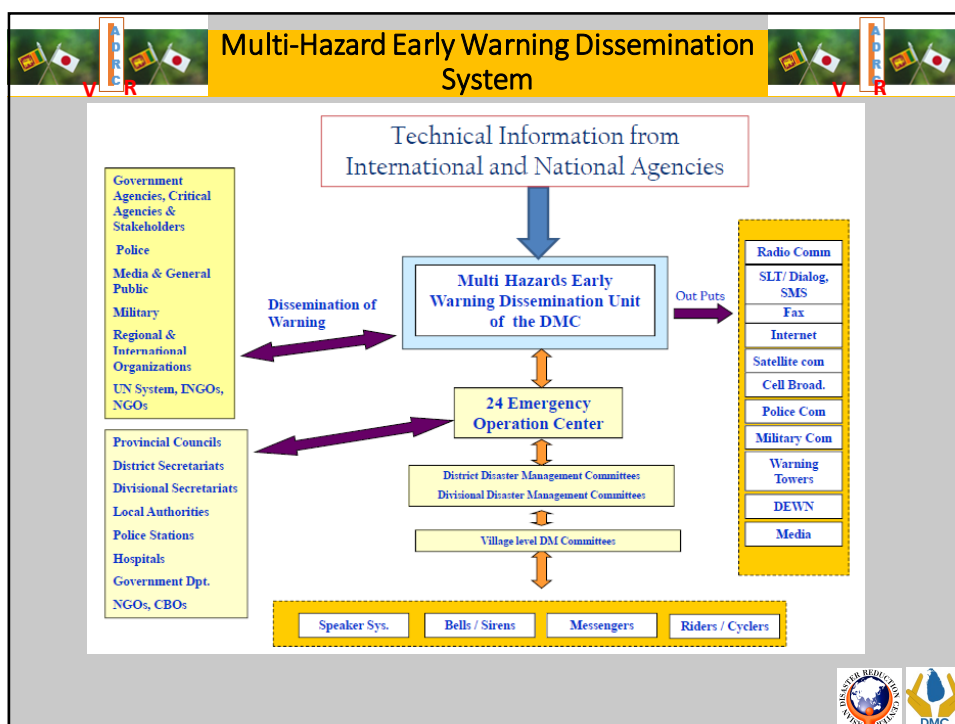 Multi-Hazard Early Warning Dissemination
System
ADRC
V R
ADRC
V R
Technical Information from
International and National Agencies
Government
Agencies, Critical
Agencies &
Stakeholders
Police
Media & General
Public
Military
Regional &
International
Organizations
UN System, INGOs,
NGOs
Dissemination of
Warning
Multi Hazards Early
Warning Dissemination Unit
of the DMC
Out Puts
Radio Comm
SLT/ Dialog,
SMS
Fax
Internet
Satellite com
Cell Broad.
Police Com
Military Com
Warning
Towers
DEWN
Media
24 Emergency
Operation Center
Provincial Councils
District Secretariats
Divisional Secretariats
Local Authorities
Police Stations
Hospitals
Government Dpt.
NGOs, CBOs
District Disaster Management Committees
Divisional Disaster Management Committees
Village level DM Committees
Speaker Sys.
Bells / Sirens
Messengers
Riders / Cyclers
DISASTER REDUCTION
DMC